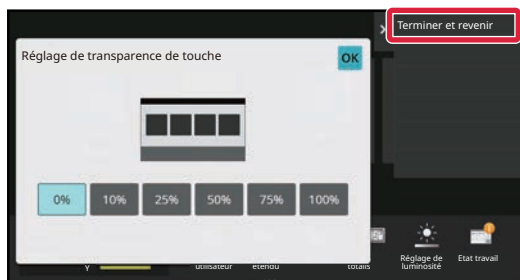 Terminer et revenir
Réglage de transparence de touche
OK
0% 10% 25% 50% 75% 100%
Y
utilisateur étendu totalis
Réglage de luminosité
Etat travail